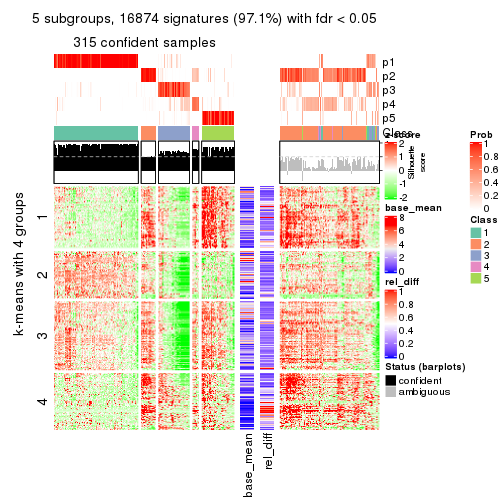 5 subgroups, 16874 signatures (97.1%) with fdr < 0.05
315 confident samples
p1
p2
p3
p4
p5
Class
Silhouette
score
1
2
3
4
k-means with 4 groups
base_mean
rel_diff
z-score
2
1
0
-1
-2
base_mean
8
6
4
2
0
rel_diff
1
0.8
0.6
0.4
0.2
0
Status (barplots)
confident
ambiguous
Prob
1
0.8
0.6
0.4
0.2
0
Class
1
2
3
4
5